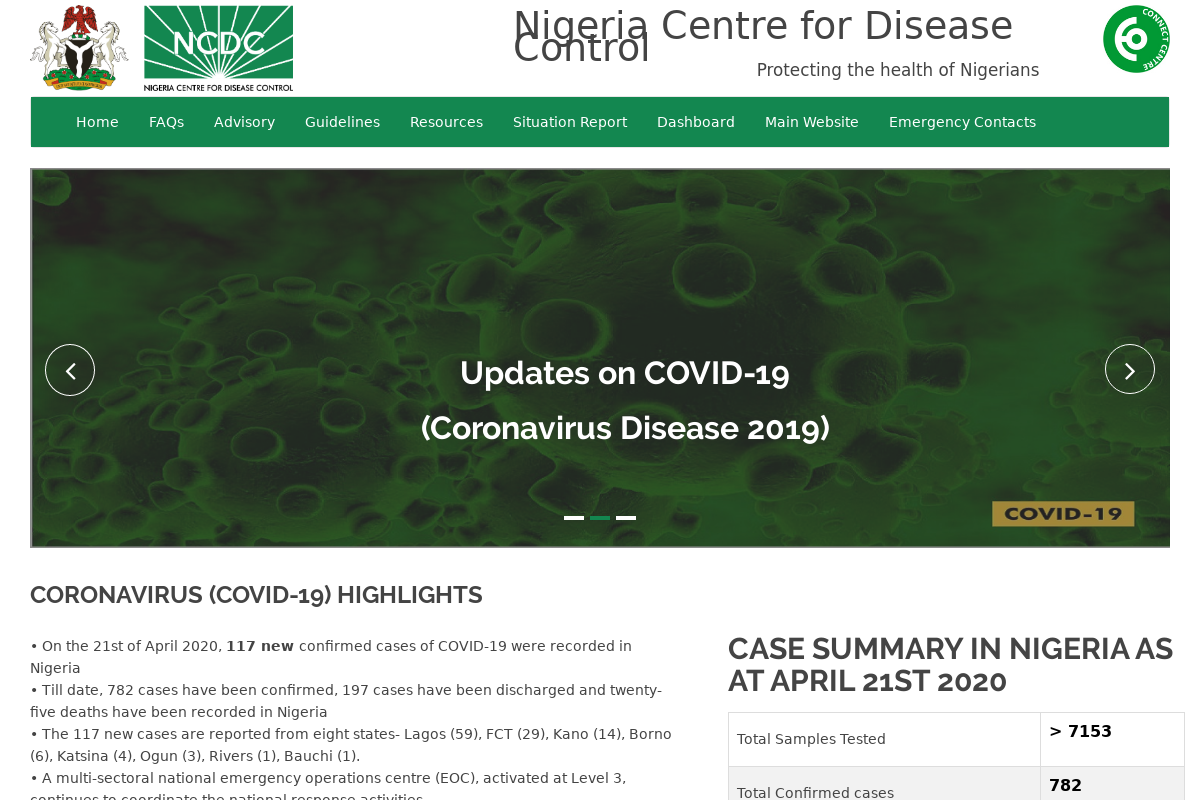 NCDC
NIGERIA CENTRE FOR DISEASE CONTROL
Nigeria Centre for Disease
Control
Protecting the health of Nigerians
CONNECT CENTRE
Home FAQs Advisory Guidelines Resources Situation Report Dashboard Main Website Emergency Contacts
Updates on COVID-19
(Coronavirus Disease 2019)
COVID-19
CORONAVIRUS (COVID-19) HIGHLIGHTS
• On the 21st of April 2020, 117 new confirmed cases of COVID-19 were recorded in
Nigeria
• Till date, 782 cases have been confirmed, 197 cases have been discharged and twenty-
five deaths have been recorded in Nigeria
• The 117 new cases are reported from eight states- Lagos (59), FCT (29), Kano (14), Borno
(6), Katsina (4), Ogun (3), Rivers (1), Bauchi (1).
• A multi-sectoral national emergency operations centre (EOC), activated at Level 3,
continues to coordinate the national response activities
CASE SUMMARY IN NIGERIA AS
AT APRIL 21ST 2020
Total Samples Tested > 7153
Total Confirmed cases 782